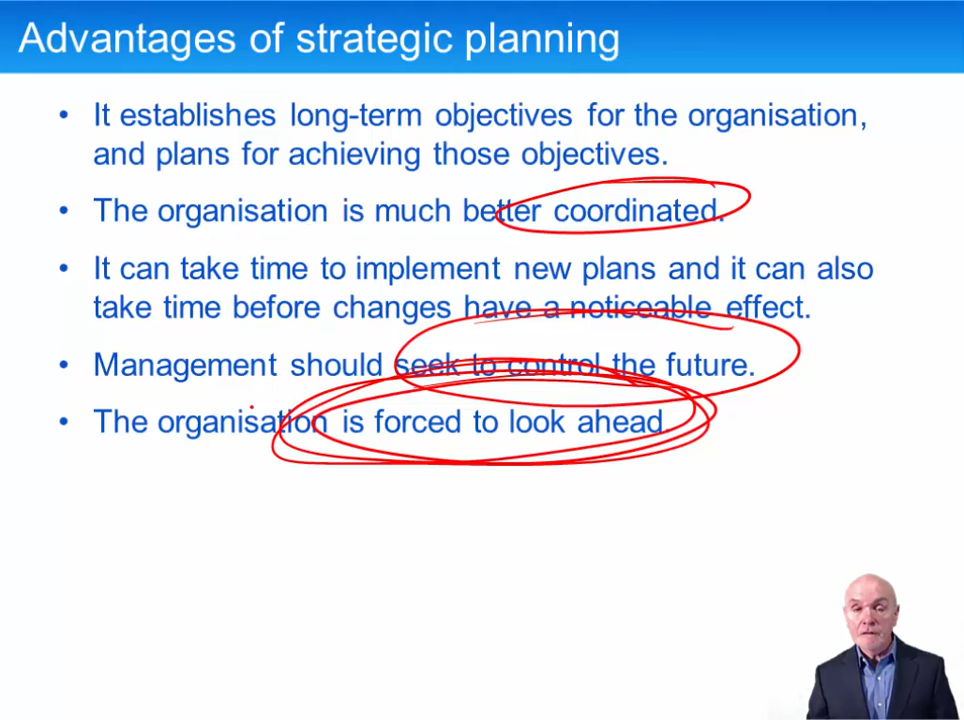 Advantages of strategic planning
• It establishes long-term objectives for the organisation,
and plans for achieving those objectives.
• The organisation is much better coordinated.
• It can take time to implement new plans and it can also
take time before changes have a noticeable effect.
• Management should seek to control the future.
• The organisation is forced to look ahead.